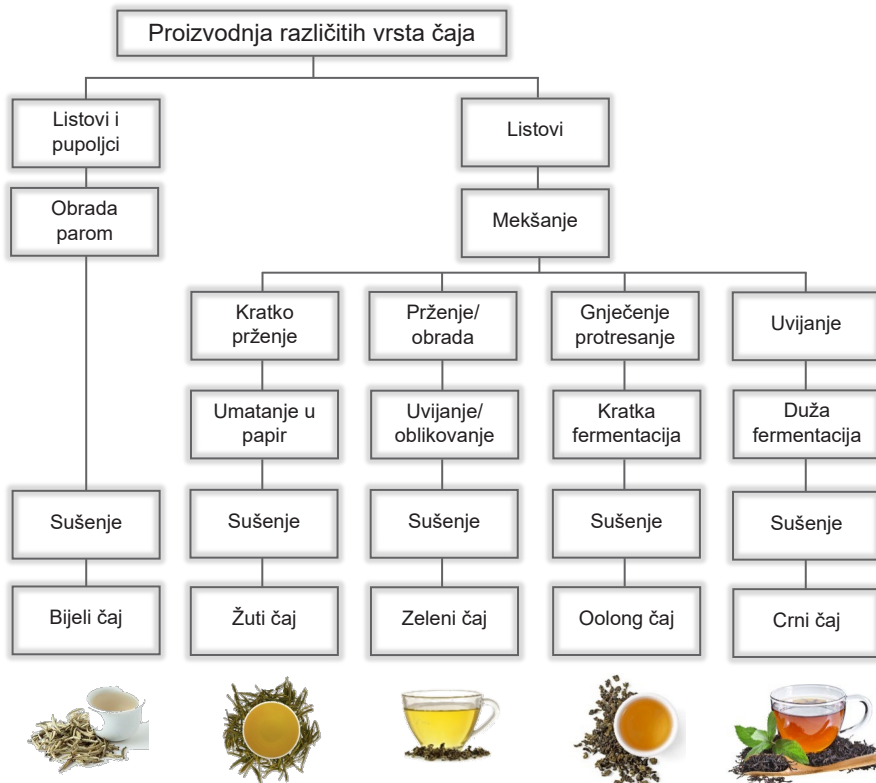 Proizvodnja različitih vrsta čaja
Listovi i
pupoljci
Listovi
Obrada
parom
Mekšanje
Kratko
prženje
Prženje/
obrada
Gnječenje
protresanje
Uvijanje
Umatanje u
papir
Uvijanje/
oblikovanje
Kratka
fermentacija
Duža
fermentacija
Sušenje
Sušenje
Sušenje
Sušenje
Sušenje
Bijeli čaj
Žuti čaj
Zeleni čaj
Oolong čaj
Crni čaj